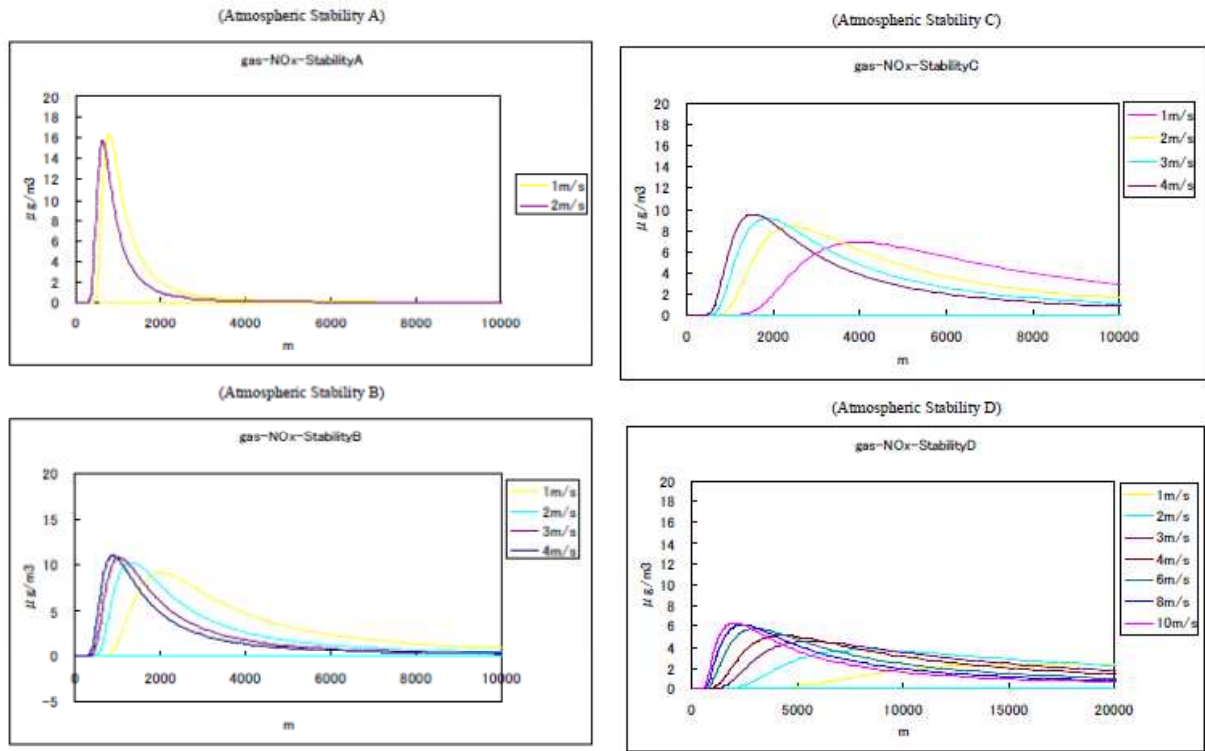 (Atmospheric Stability A)
gas-NOx-StabilityA
20
18
16
14
12
10
8
6
4
2
0
μg/m3
0 2000 4000 6000 8000 10000
m
1m/s
2m/s
(Atmospheric Stability B)
gas-NOx-StabilityB
20
15
10
5
0
-5
μg/m3
0 2000 4000 6000 8000 10000
m
1m/s
2m/s
3m/s
4m/s
(Atmospheric Stability C)
gas-NOx-StabilityC
20
18
16
14
12
10
8
6
4
2
0
μg/m3
0 2000 4000 6000 8000 10000
m
1m/s
2m/s
3m/s
4m/s
(Atmospheric Stability D)
gas-NOx-StabilityD
20
18
16
14
12
10
8
6
4
2
0
μg/m3
0 5000 10000 15000 20000
m
1m/s
2m/s
3m/s
4m/s
6m/s
8m/s
10m/s